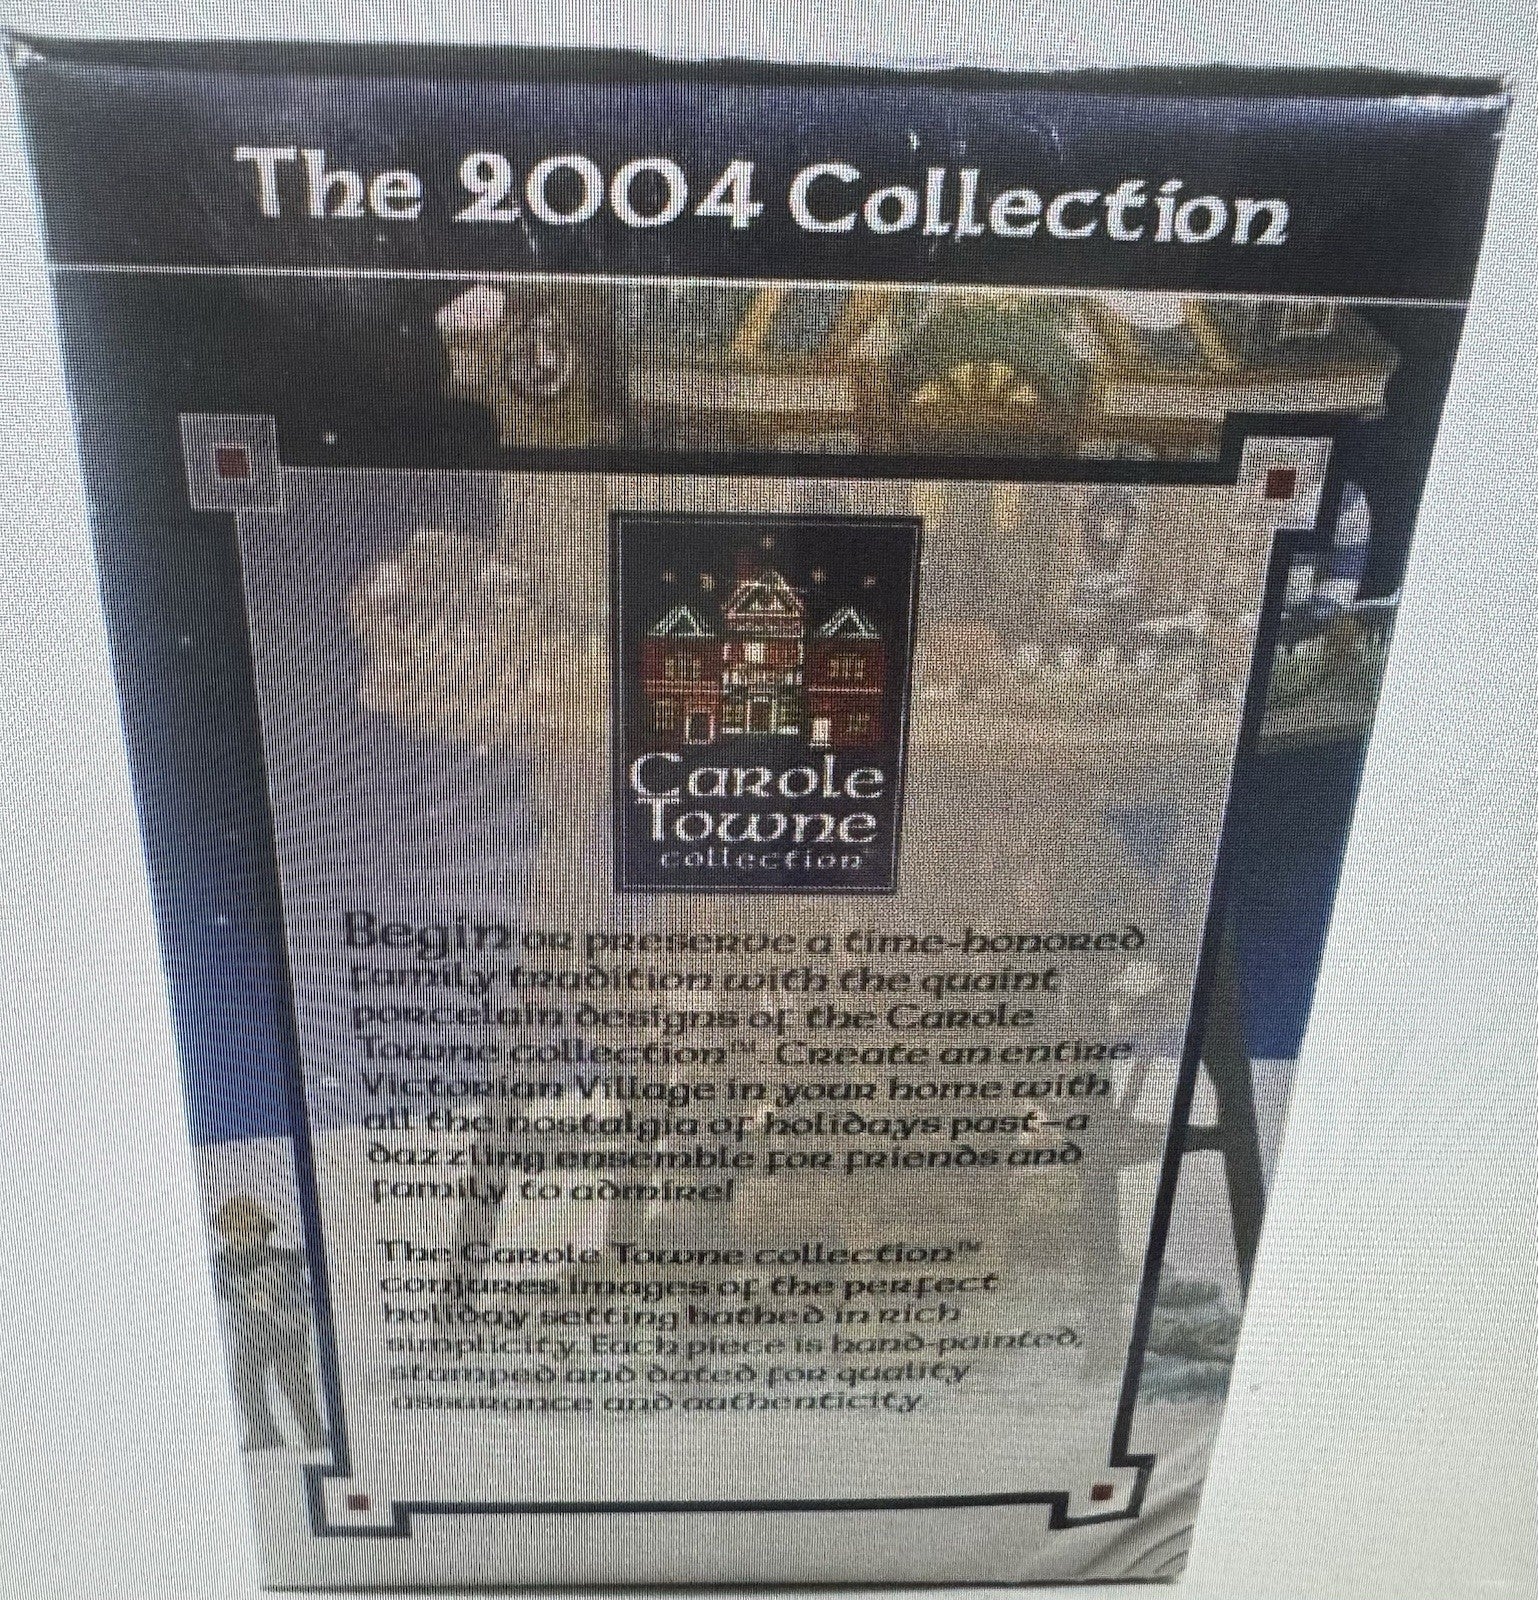 The 2004 Collection
Carole
Towne
collection™
Begin or preserve a time-honored
family tradition with the quaint
porcelain designs of the Carole
Towne collection™. Create an entire
Victorian Village in your home with
all the nostalgia of holidays past–a
dazzling ensemble for friends and
family to admire!
The Carole Towne collection™
conjures images of the perfect
holiday setting bathed in rich
simplicity. Each piece is hand-painted,
stamped and dated for quality
assurance and authenticity.